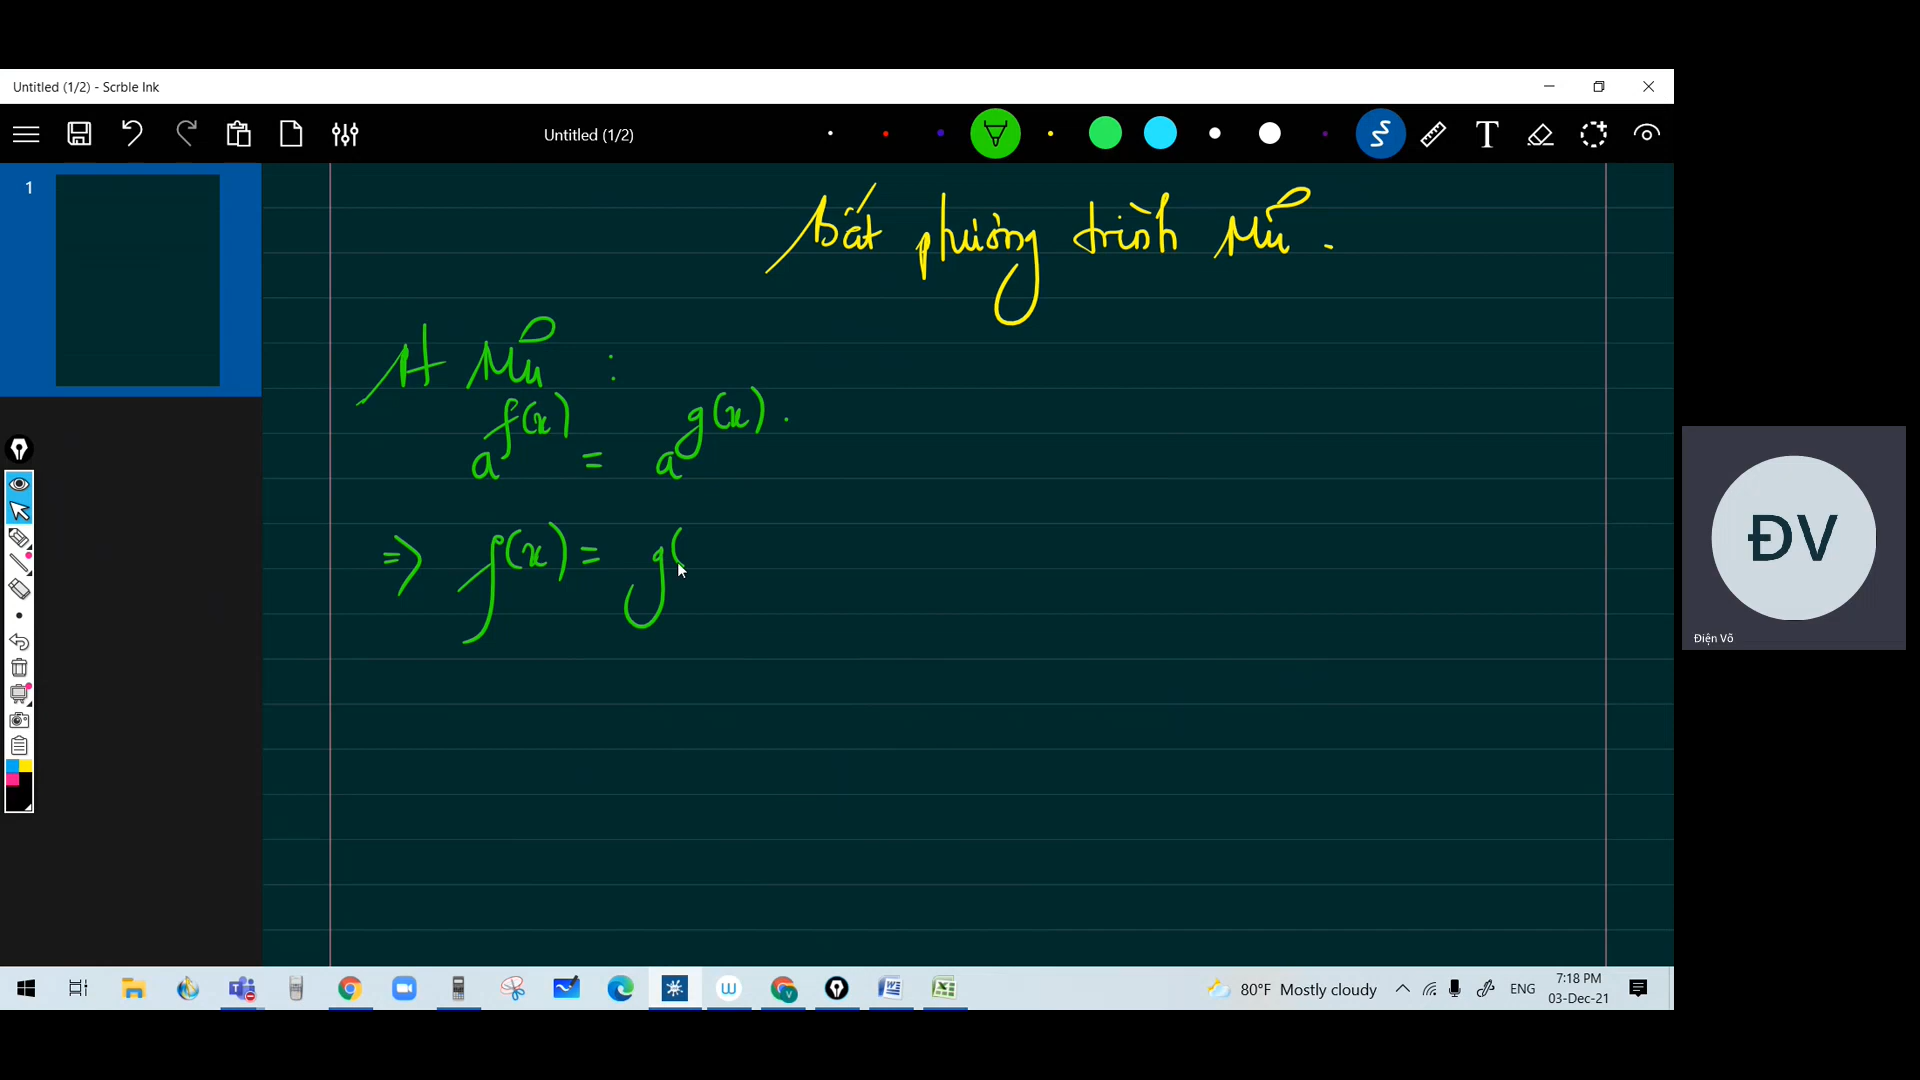 Untitled (1/2) - Scrble Ink
Untitled (1/2)
T
1
bất phương trình Mũ .
pt Mũ :
a^f(x) = a^g(x) .
=> f(x) = g(
ĐV
Điện Võ
80°F Mostly cloudy
ENG
7:18 PM
03-Dec-21